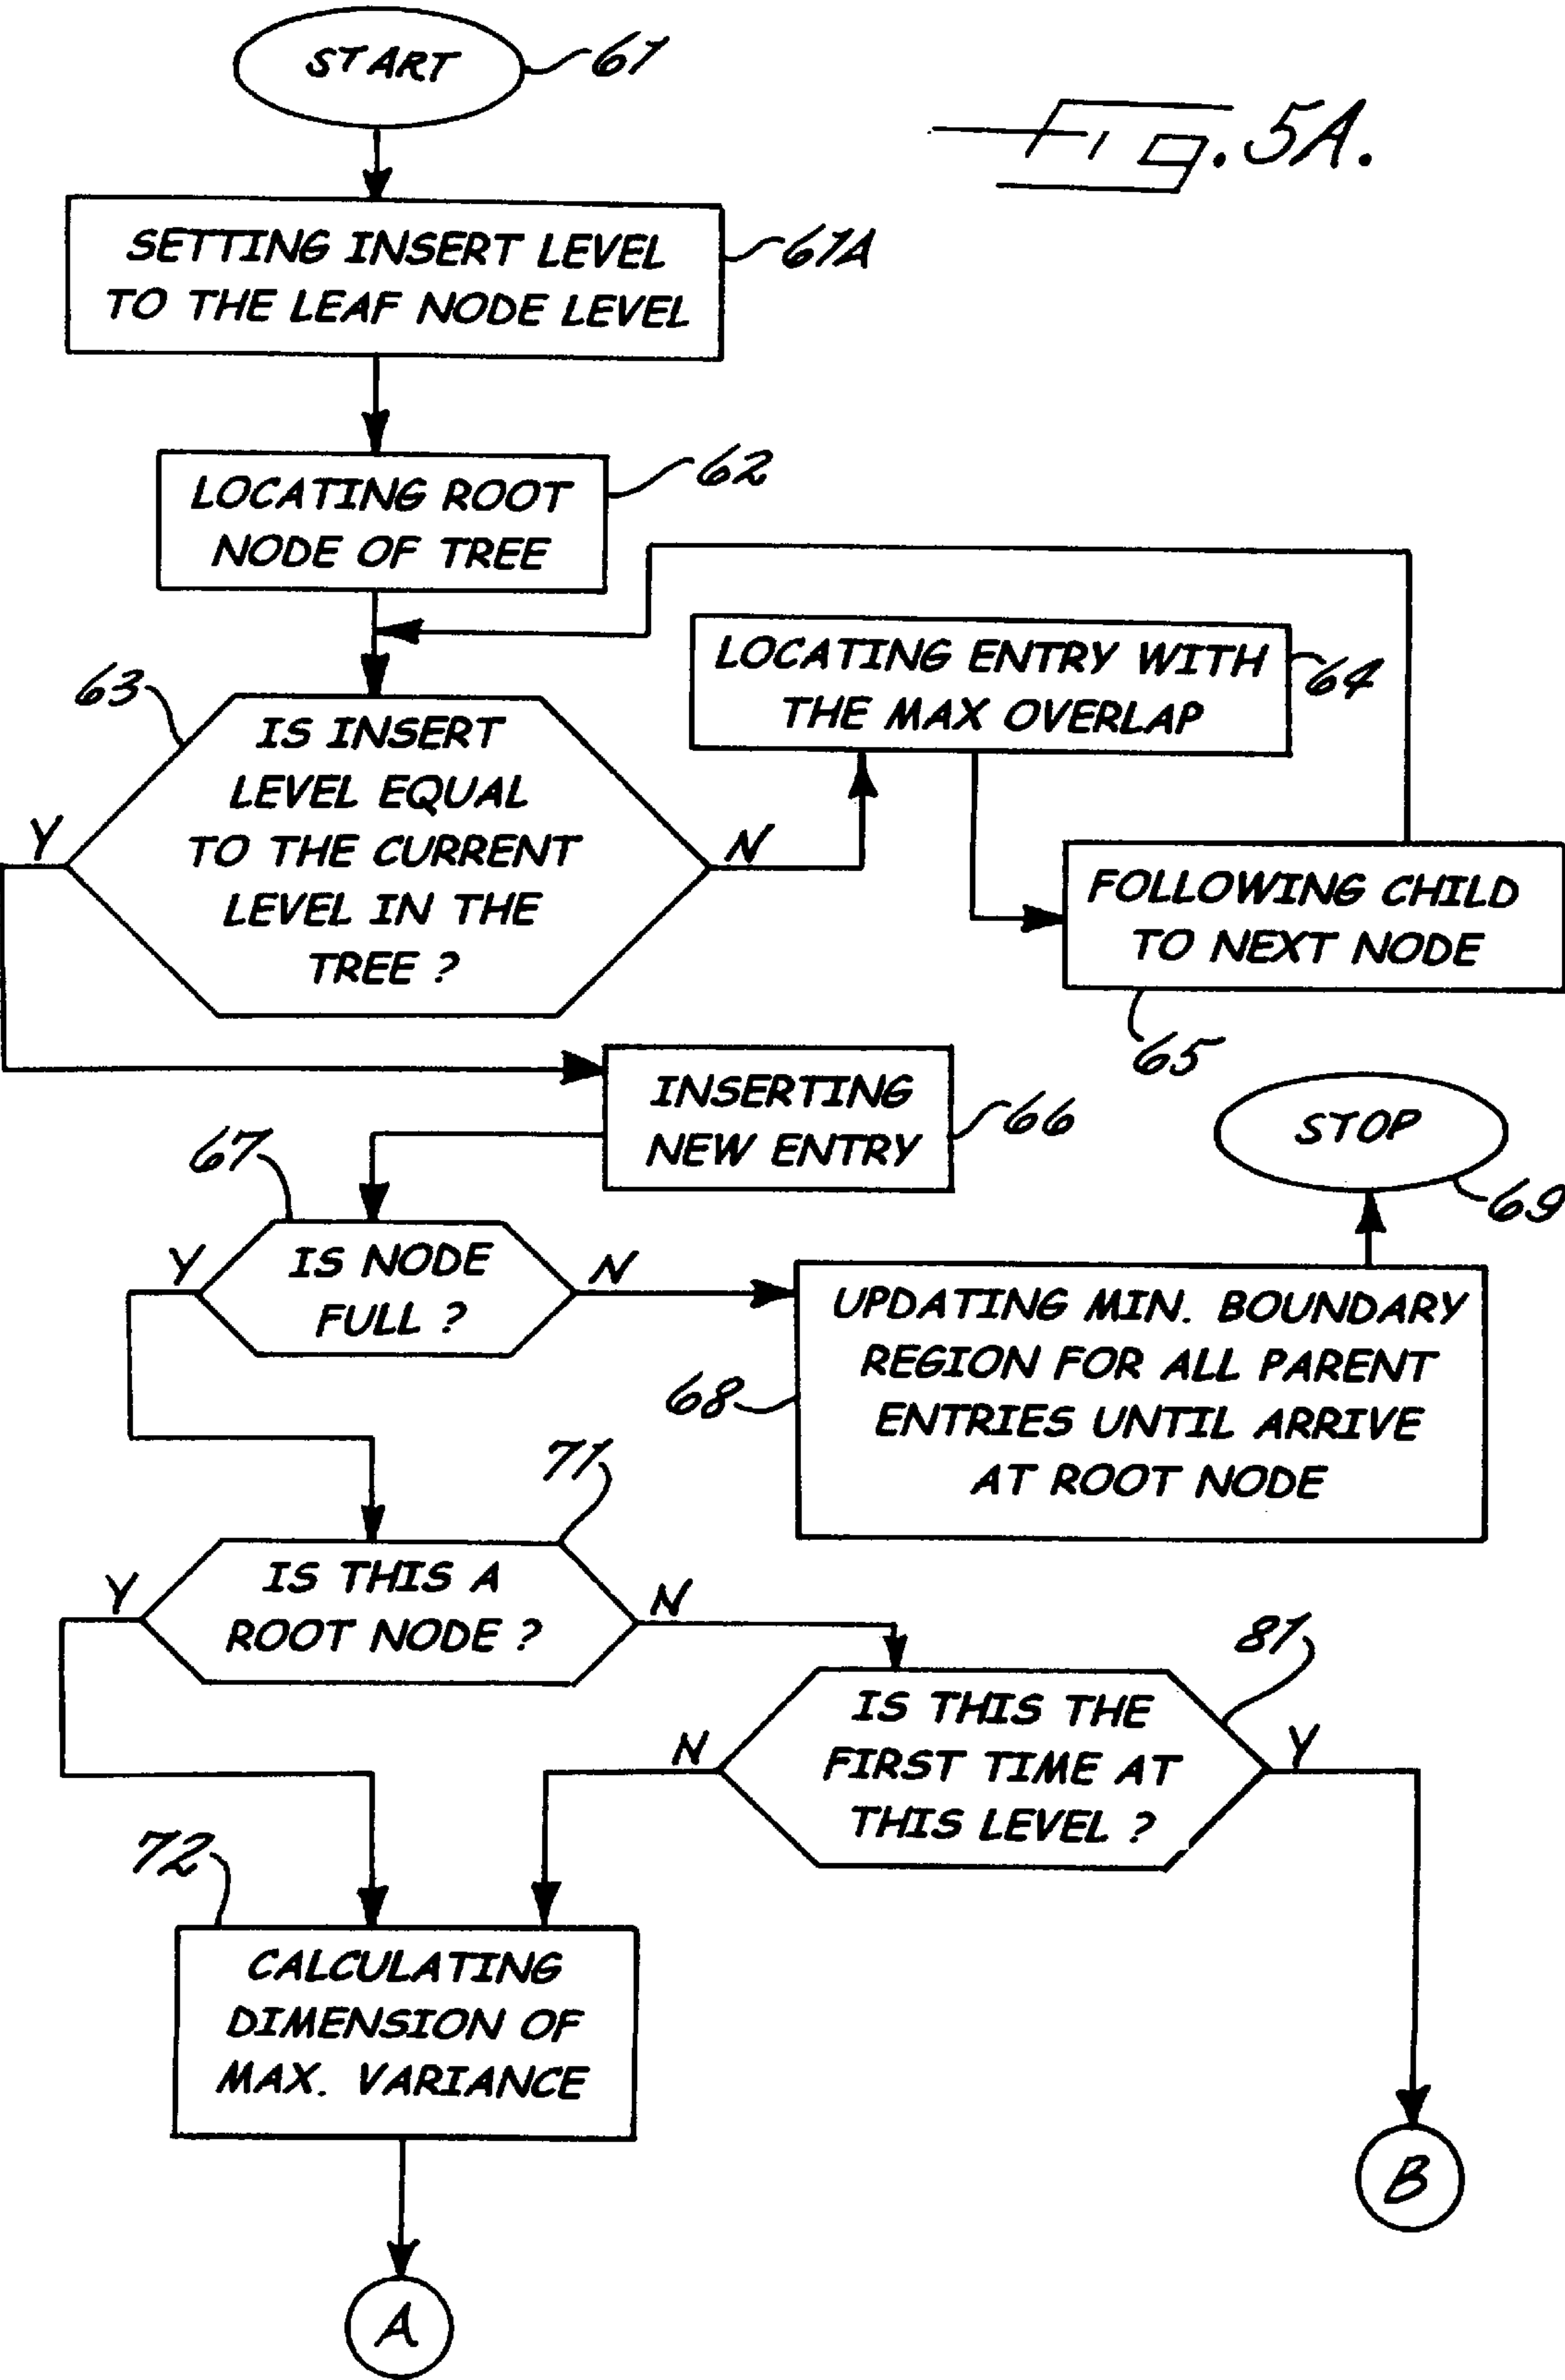 START
61
Fig. 5A.
SETTING INSERT LEVEL
TO THE LEAF NODE LEVEL
61A
LOCATING ROOT
NODE OF TREE
62
63
IS INSERT
LEVEL EQUAL
TO THE CURRENT
LEVEL IN THE
TREE ?
Y
N
LOCATING ENTRY WITH
THE MAX OVERLAP
64
FOLLOWING CHILD
TO NEXT NODE
65
INSERTING
NEW ENTRY
66
STOP
69
67
IS NODE
FULL ?
Y
N
UPDATING MIN. BOUNDARY
REGION FOR ALL PARENT
ENTRIES UNTIL ARRIVE
AT ROOT NODE
68
71
IS THIS A
ROOT NODE ?
Y
N
81
IS THIS THE
FIRST TIME AT
THIS LEVEL ?
N
Y
72
CALCULATING
DIMENSION OF
MAX. VARIANCE
B
A